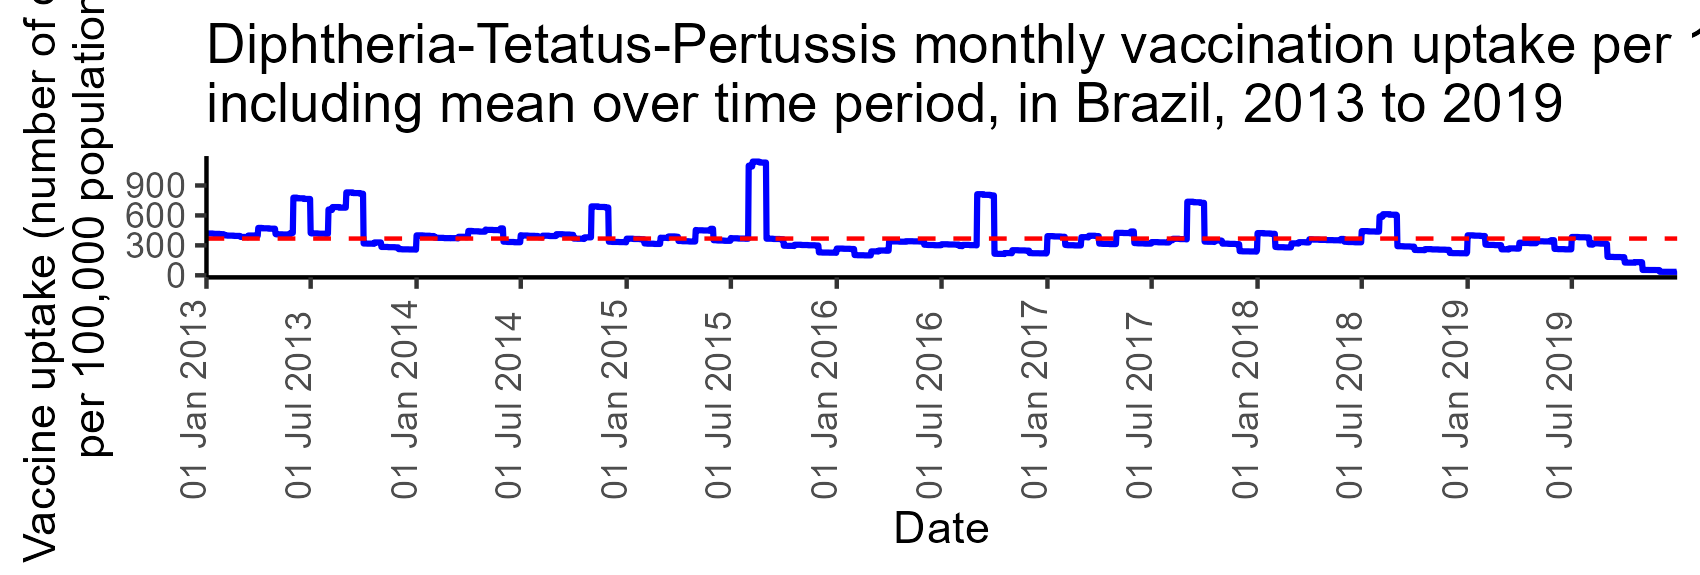 Diphtheria-Tetatus-Pertussis monthly vaccination uptake per
including mean over time period, in Brazil, 2013 to 2019
Vaccine uptake (number of
per 100,000 population
900
600
300
0
01 Jan 2013
01 Jul 2013
01 Jan 2014
01 Jul 2014
01 Jan 2015
01 Jul 2015
01 Jan 2016
01 Jul 2016
01 Jan 2017
01 Jul 2017
01 Jan 2018
01 Jul 2018
01 Jan 2019
01 Jul 2019
Date